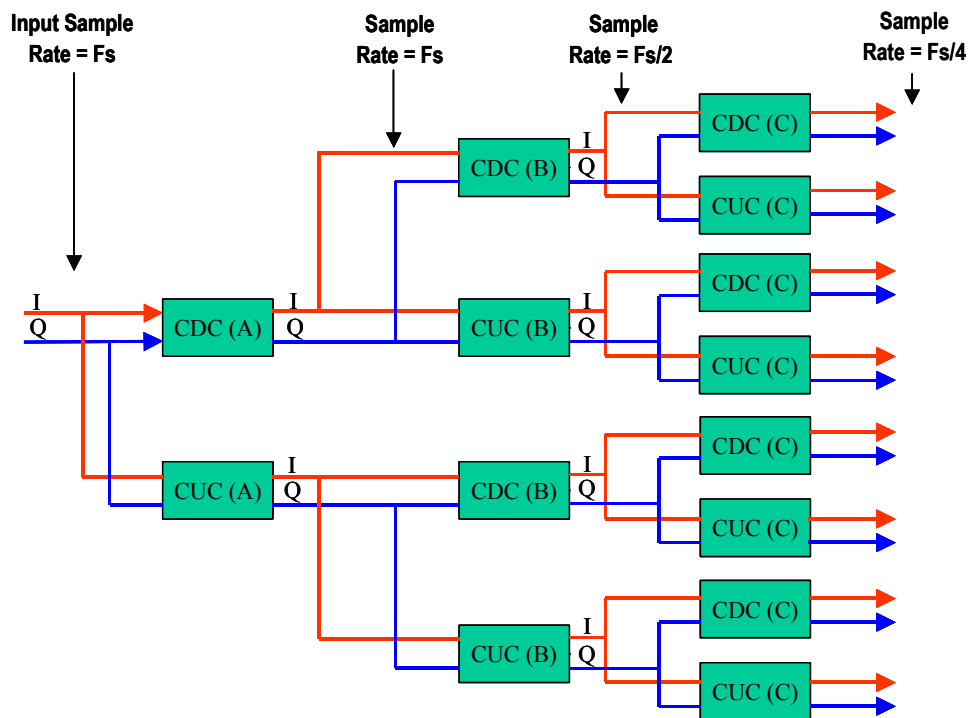 Input Sample
Rate = Fs
Sample
Rate = Fs
Sample
Rate = Fs/2
Sample
Rate = Fs/4
CDC (C)
I
CDC (B)
Q
CUC (C)
CDC (C)
I
I
I
Q
CDC (A)
Q
CUC (B)
Q
CUC (C)
CDC (C)
I
I
CUC (A)
Q
CDC (B)
Q
CUC (C)
CDC (C)
I
CUC (B)
Q
CUC (C)